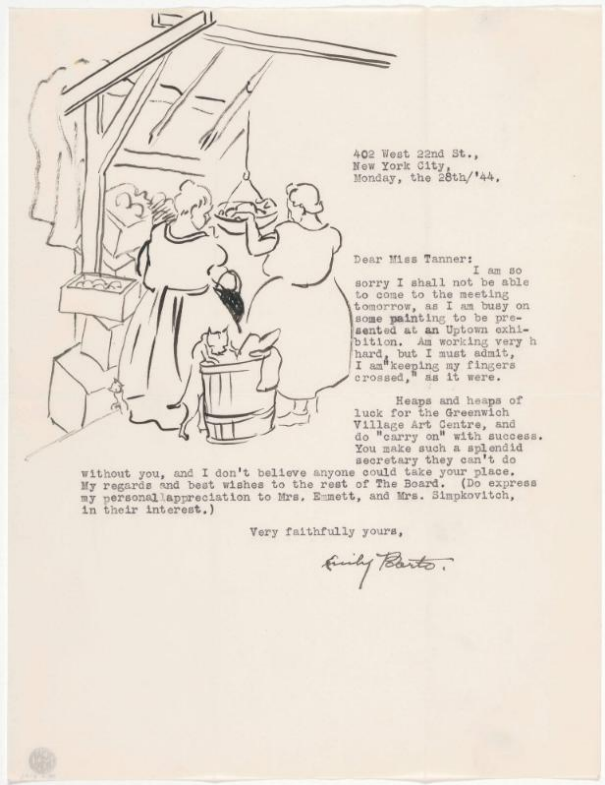 402 West 22nd St.,
New York City,
Monday, the 28th/'44.
Dear Miss Tanner:
I am so
sorry I shall not be able
to come to the meeting
tomorrow, as I am busy on
some painting to be pre-
sented at an Uptown exhi-
bition. Am working very h
hard, but I must admit,
I am "keeping my fingers
crossed," as it were.
Heaps and heaps of
luck for the Greenwich
Village Art Centre, and
do "carry on" with success.
You make such a splendid
secretary they can't do
without you, and I don't believe anyone could take your place.
My regards and best wishes to the rest of The Board. (Do express
my personal appreciation to Mrs. Emmett, and Mrs. Simpkovitch,
in their interest.)
Very faithfully yours,
Emily Barto.